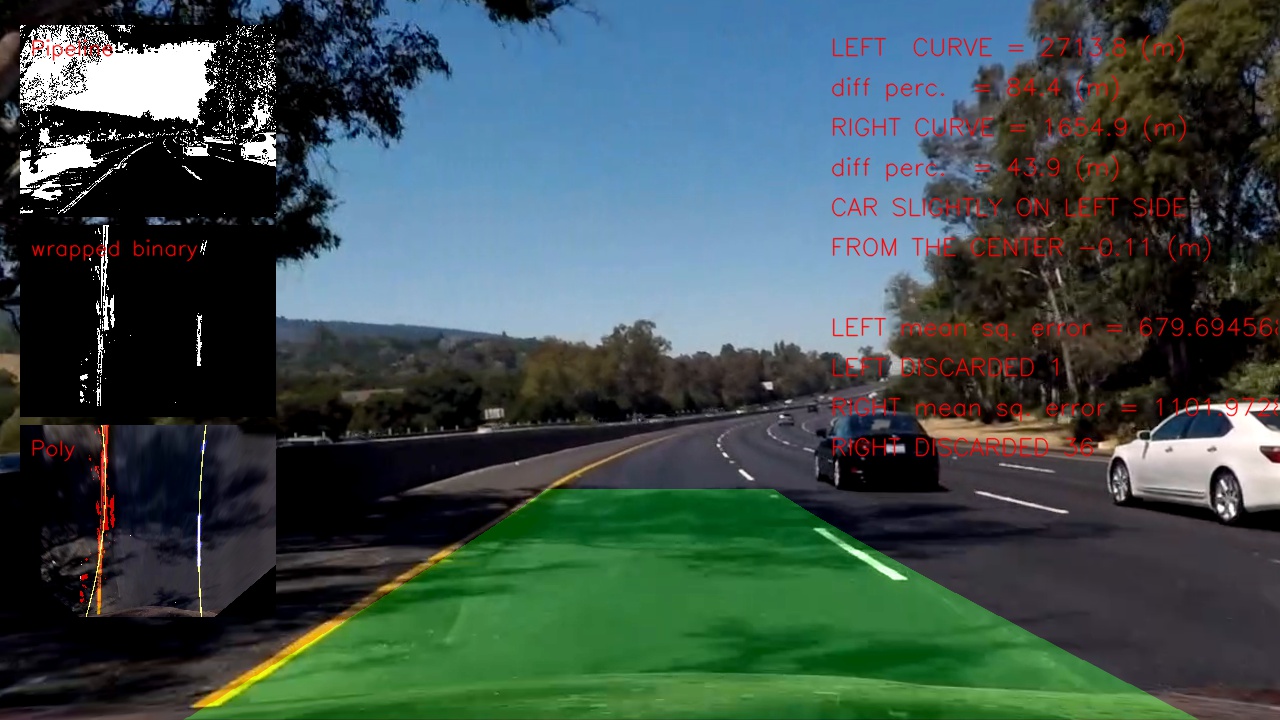 Pipeline
wrapped binary
Poly
LEFT CURVE = 2713.8 (m)
diff perc. = 84.4 (m)
RIGHT CURVE = 1654.9 (m)
diff perc. = 43.9 (m)
CAR SLIGHTLY ON LEFT SIDE
FROM THE CENTER -0.11 (m)
LEFT mean sq. error = 679.69456
LEFT DISCARDED 1
RIGHT mean sq. error = 1101.972
RIGHT DISCARDED 36